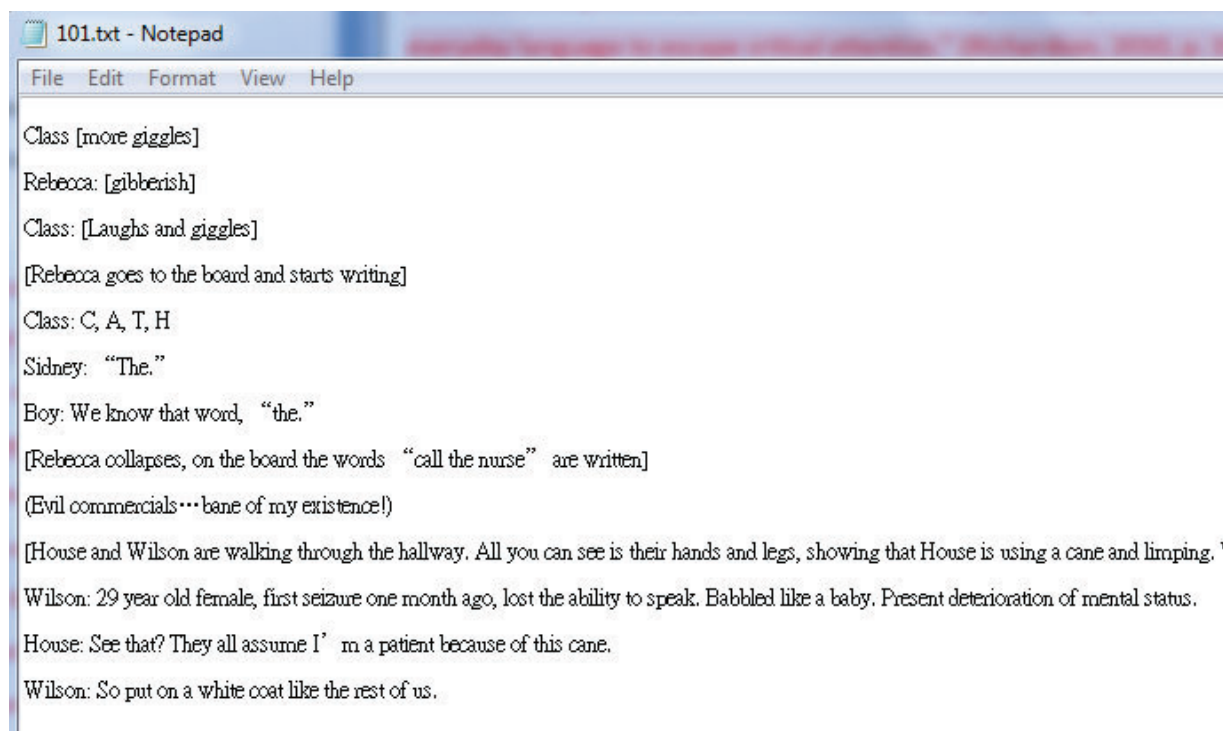 101.txt - Notepad
File Edit Format View Help
Class [more giggles]
Rebecca: [gibberish]
Class: [Laughs and giggles]
[Rebecca goes to the board and starts writing]
Class: C, A, T, H
Sidney: “The.”
Boy: We know that word, “the.”
[Rebecca collapses, on the board the words “call the nurse” are written]
(Evil commercials…bane of my existence!)
[House and Wilson are walking through the hallway. All you can see is their hands and legs, showing that House is using a cane and limping.
Wilson: 29 year old female, first seizure one month ago, lost the ability to speak. Babbled like a baby. Present deterioration of mental status.
House: See that? They all assume I’m a patient because of this cane.
Wilson: So put on a white coat like the rest of us.